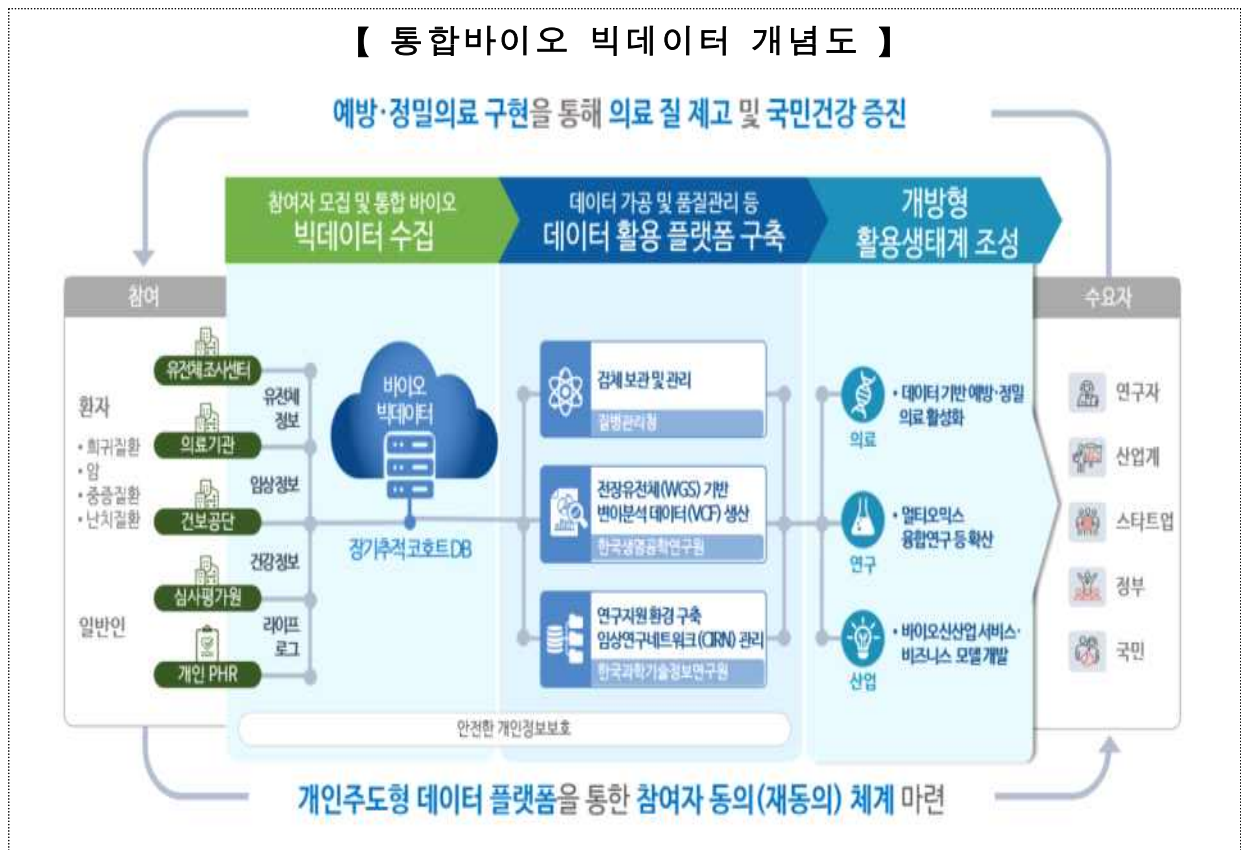 【 통합바이오 빅데이터 개념도 】
예방·정밀의료 구현을 통해 의료 질 제고 및 국민건강 증진
참여자 모집 및 통합 바이오
빅데이터 수집
데이터 가공 및 품질관리 등
데이터 활용 플랫폼 구축
개방형
활용생태계 조성
참여
환자
• 희귀질환
• 암
• 중증질환
• 난치질환
일반인
유전체조사센터
의료기관
건보공단
심사평가원
개인 PHR
유전체
정보
임상정보
건강정보
라이프
로그
바이오
빅데이터
장기추적코호트DB
검체 보관 및 관리
질병관리청
전장유전체(WGS) 기반
변이분석 데이터(VCF) 생산
한국생명공학연구원
연구지원 환경 구축
임상연구네트워크(CIRN) 관리
한국과학기술정보연구원
의료
• 데이터 기반 예방·정밀
의료 활성화
연구
• 멀티오믹스
융합연구 등 확산
산업
• 바이오신산업 서비스·
비즈니스 모델 개발
수요자
연구자
산업계
스타트업
정부
국민
안전한 개인정보보호
개인주도형 데이터 플랫폼을 통한 참여자 동의(재동의) 체계 마련